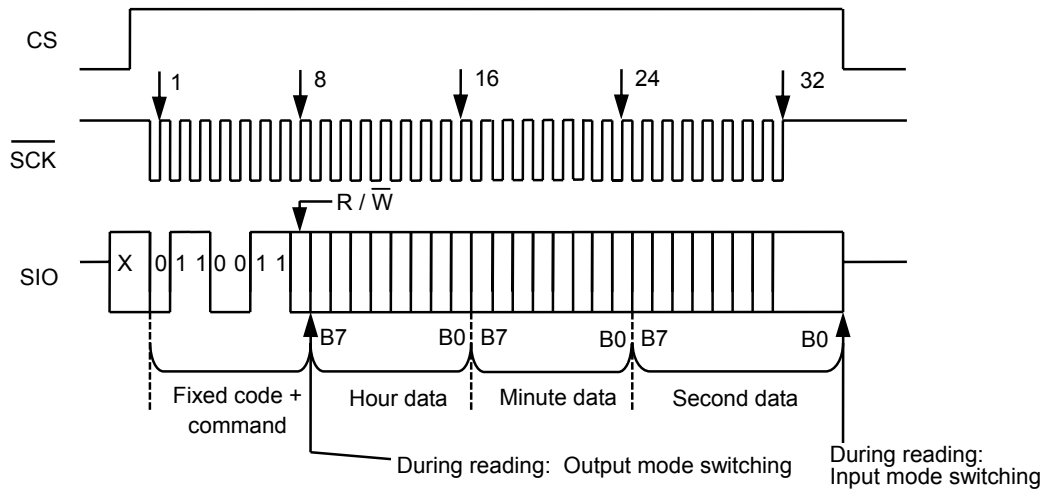 CS
1 8 16 24 32
SCK
R / W
SIO
X 0 1 1 0 0 1 1
B7 B0 B7 B0 B7 B0
Fixed code +
command
Hour data
Minute data
Second data
During reading: Output mode switching
During reading:
Input mode switching